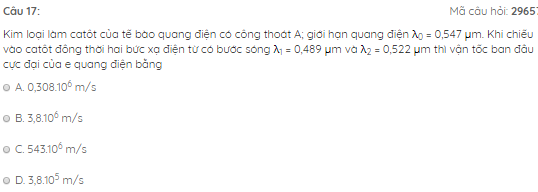 Câu 17:
Mã câu hỏi: 2965
Kim loại làm catôt của tế bào quang điện có công thoát A; giới hạn quang điện λ₀ = 0,547 μm. Khi chiếu
vào catôt đồng thời hai bức xạ điện từ có bước sóng λ₁ = 0,489 μm và λ₂ = 0,522 μm thì vận tốc ban đầu
cực đại của e quang điện bằng
A. 0,308.10⁶ m/s
B. 3,8.10⁶ m/s
C. 543.10⁶ m/s
D. 3,8.10⁵ m/s